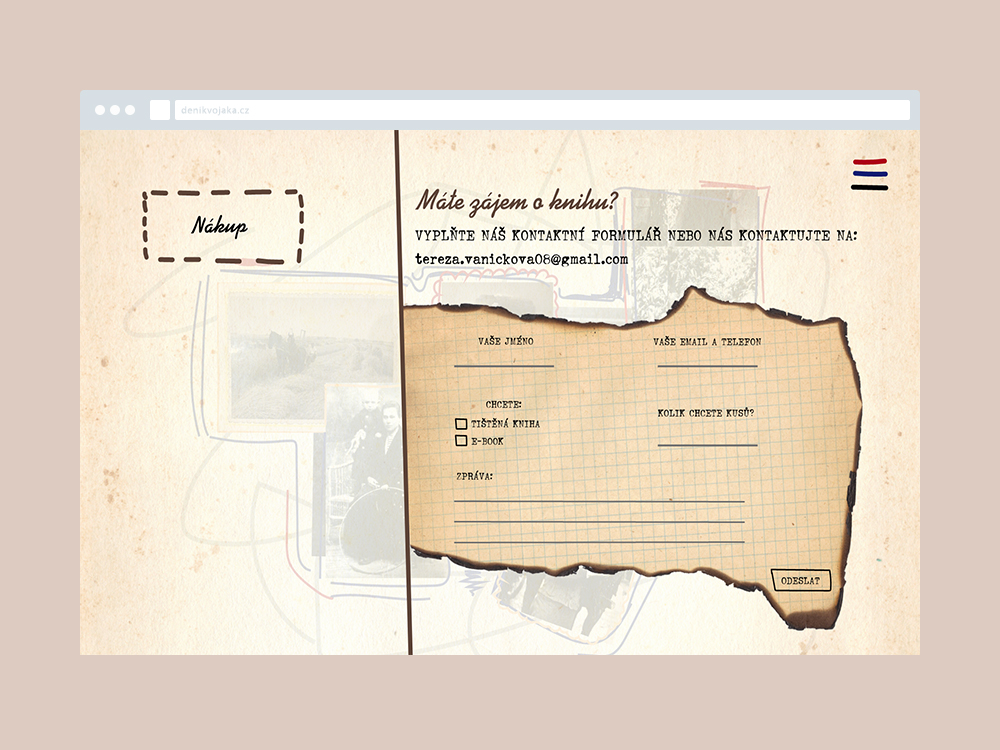 denikvojaka.cz
Nákup
Máte zájem o knihu?
VYPLŇTE NÁŠ KONTAKTNÍ FORMULÁŘ NEBO NÁS KONTAKTUJTE NA:
tereza.vanickova08@gmail.com
VAŠE JMÉNO
VAŠE EMAIL A TELEFON
CHCETE:
TIŠTĚNÁ KNIHA
E-BOOK
KOLIK CHCETE KUSŮ?
ZPRÁVA:
ODESLAT